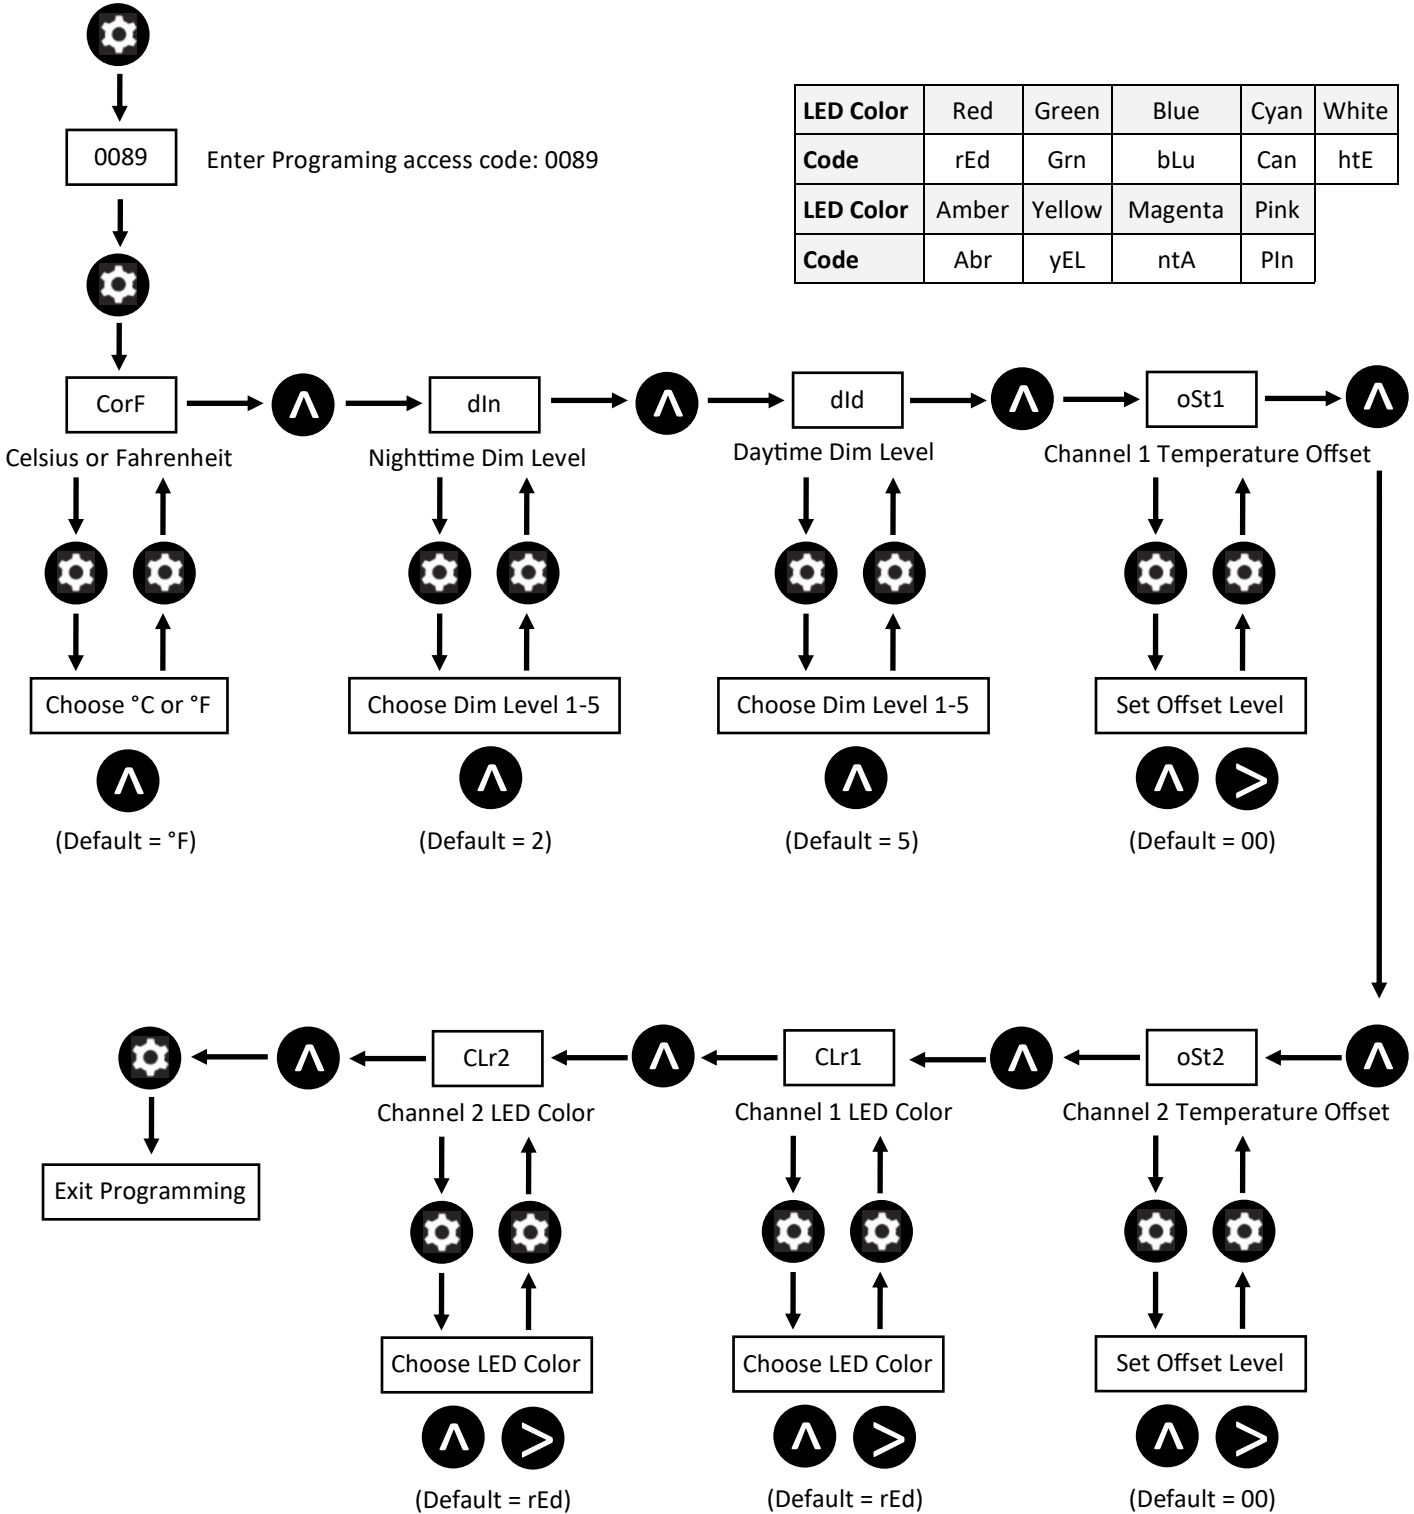 0089
Enter Programing access code: 0089
LED Color Red Green Blue Cyan White
Code rEd Grn bLu Can htE
LED Color Amber Yellow Magenta Pink
Code Abr yEL ntA PIn
CorF
dIn
dId
oSt1
Celsius or Fahrenheit
Nighttime Dim Level
Daytime Dim Level
Channel 1 Temperature Offset
Choose °C or °F
Choose Dim Level 1-5
Choose Dim Level 1-5
Set Offset Level
(Default = °F)
(Default = 2)
(Default = 5)
(Default = 00)
CLr2
CLr1
oSt2
Channel 2 LED Color
Channel 1 LED Color
Channel 2 Temperature Offset
Exit Programming
Choose LED Color
Choose LED Color
Set Offset Level
(Default = rEd)
(Default = rEd)
(Default = 00)